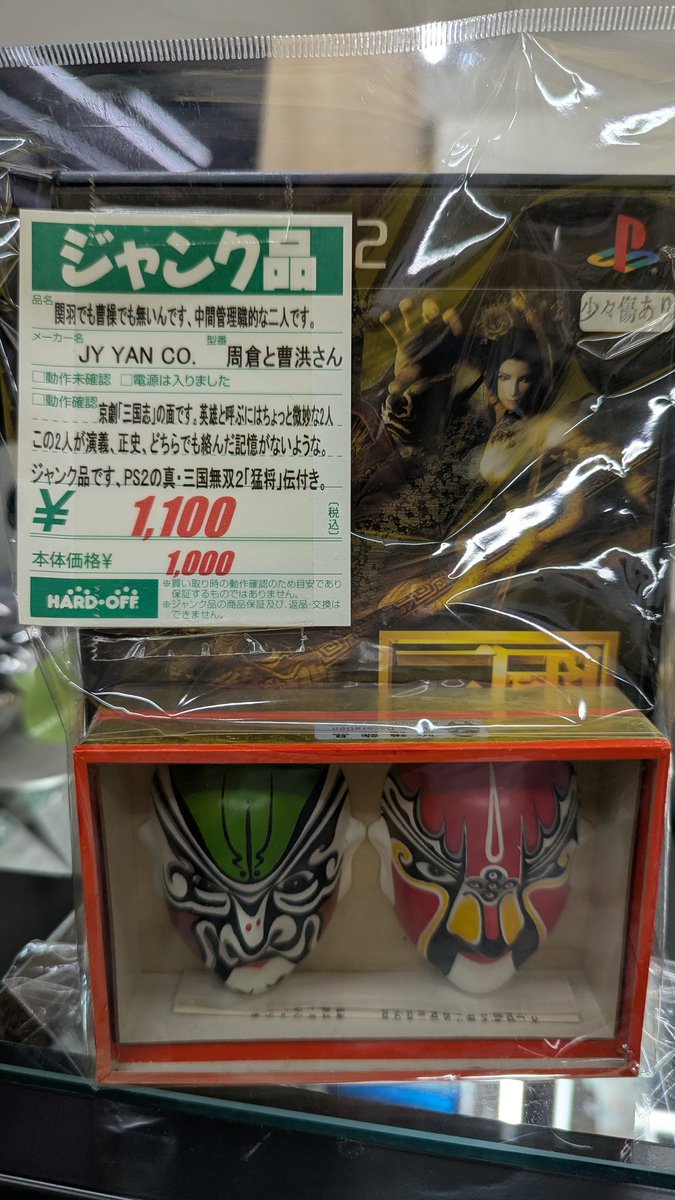 ジャンク品
品名 関羽でも曹操でも無いんです、中間管理職的な二人です。
メーカー名 JY YAN CO. 型番 周倉と曹洪さん
□動作未確認 □電源は入りました
□動作確認 京劇「三国志」の面です。英雄と呼ぶにはちょっと微妙な2人
この2人が演義、正史、どちらでも絡んだ記憶がないような。
ジャンク品です、PS2の真・三国無双2「猛将」伝付き。
¥ 1,100 〔税込〕
本体価格¥ 1,000
HARD・OFF
※買い取り時の動作確認のため目安であり
保証するものではありません。
※ジャンク品の商品保証及び、返品・交換は
できません。
2
少々傷あり
Decoration